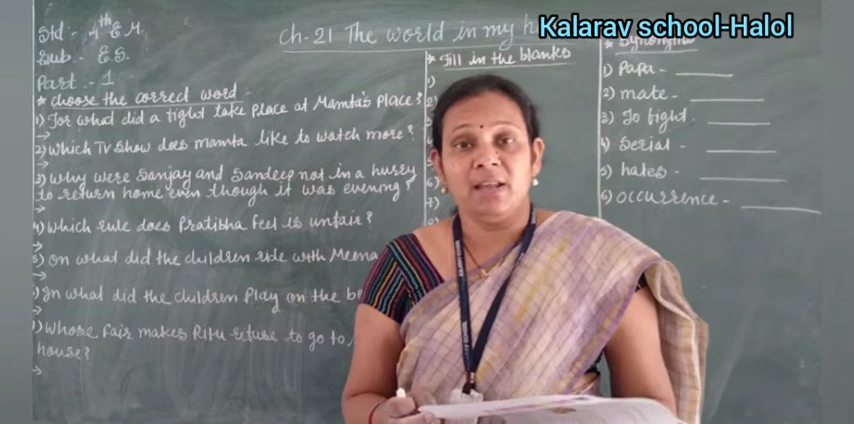 Kalarav school-Halol
Std :- 4th E.M.
Sub. - E.S.
Part :- 1
Ch-21 The world in my h
* choose the correct word
1) For what did a fight take place at Mamta's place?
→
2) Which TV show does mamta like to watch more?
→
3) Why were Sanjay and Sandeep not in a hurry
to return home even though it was evening?
→
4) Which rule does Pratibha feel is unfair?
→
5) On what did the children ride with Meena
→
) In what did the children Play on the be
→
) Whose fair makes Ritu refuse to go to
house?
→
* Fill in the blanks
1)
6)
7)
* Synonyms
1) Papa -
2) mate -
3) To fight -
4) Serial -
5) hates -
6) occurrence -
KALARAV SCHOOL